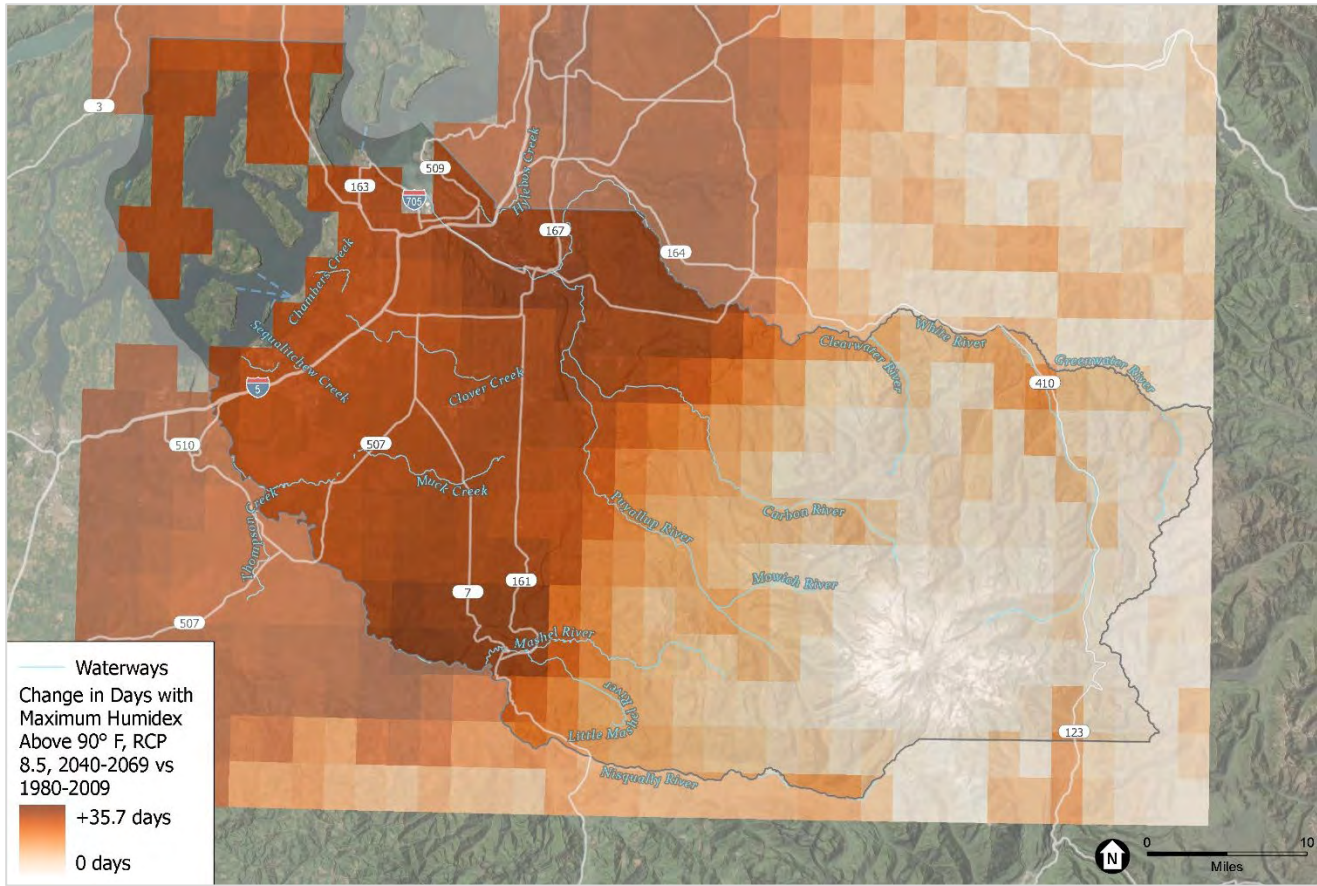 3
163
509
705
Hylebox Creek
167
164
Chambers Creek
Sequalitchew Creek
5
Clover Creek
Clearwater River
White River
Greenwater River
410
510
507
Muck Creek
Thompson Creek
Puyallup River
Carbon River
Mowich River
7
161
507
Mashel River
Little Mashel River
Nisqually River
123
Waterways
Change in Days with
Maximum Humidex
Above 90° F, RCP
8.5, 2040-2069 vs
1980-2009
+35.7 days
0 days
N
0
10
Miles